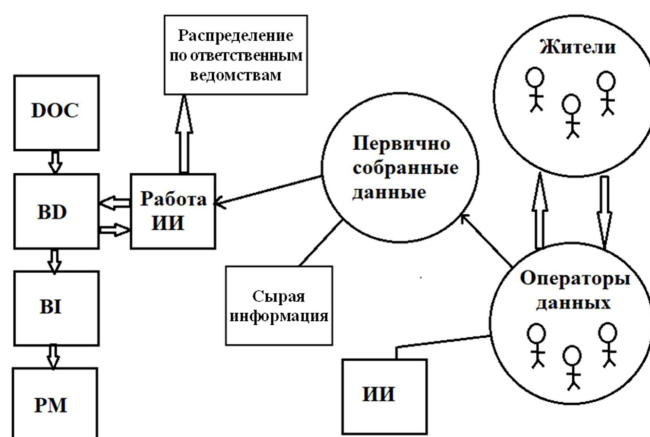 Распределение
по ответственным
ведомствам
Жители
DOC
Первично
собранные
данные
BD
Работа
ИИ
Операторы
данных
BI
Сырая
информация
ИИ
PM